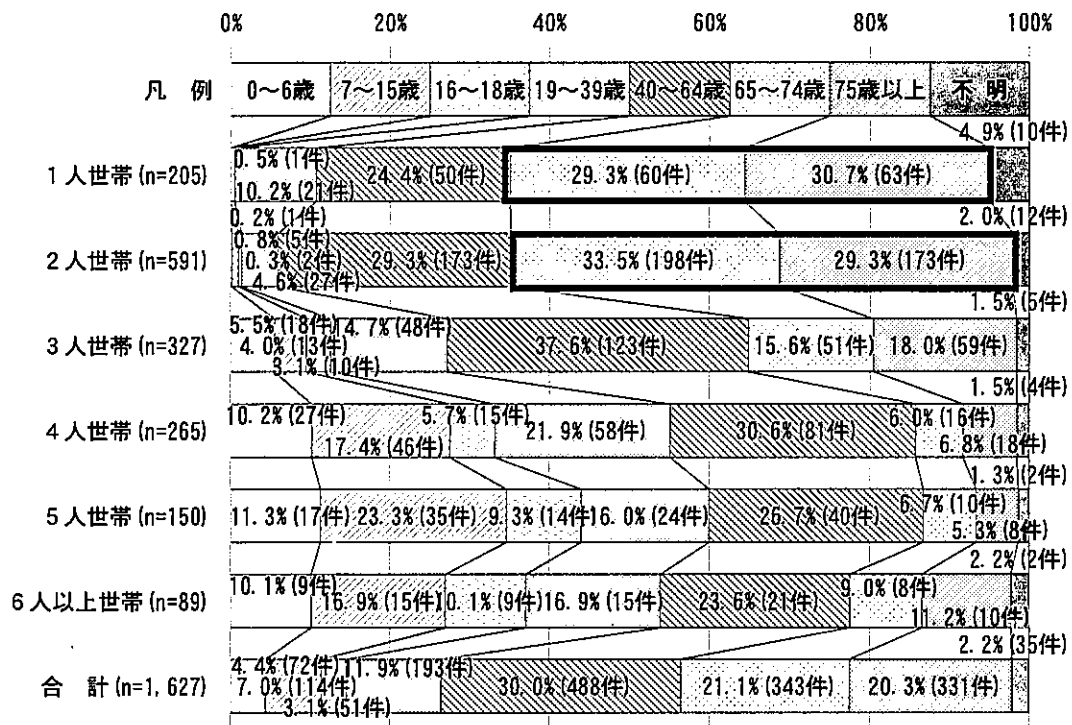 0% 20% 40% 60% 80% 100%
凡 例 0～6歳 7～15歳 16～18歳 19～39歳 40～64歳 65～74歳 75歳以上 不 明
4.9%(10件)
0.5%(1件)
1人世帯(n=205) 24.4%(50件) 29.3%(60件) 30.7%(63件)
10.2%(21件)
0.2%(1件) 2.0%(12件)
0.8%(5件)
2人世帯(n=591) 0.3%(2件) 29.3%(173件) 33.5%(198件) 29.3%(173件)
4.6%(27件)
1.5%(5件)
5.5%(18件) 14.7%(48件)
3人世帯(n=327) 4.0%(13件) 37.6%(123件) 15.6%(51件) 18.0%(59件)
3.1%(10件)
1.5%(4件)
10.2%(27件) 5.7%(15件) 6.0%(16件)
4人世帯(n=265) 21.9%(58件) 30.6%(81件)
17.4%(46件) 6.8%(18件)
1.3%(2件)
6.7%(10件)
5人世帯(n=150) 11.3%(17件) 23.3%(35件) 9.3%(14件) 16.0%(24件) 26.7%(40件)
5.3%(8件)
2.2%(2件)
10.1%(9件) 9.0%(8件)
6人以上世帯(n=89) 16.9%(15件) 10.1%(9件) 16.9%(15件) 23.6%(21件)
11.2%(10件)
2.2%(35件)
4.4%(72件) 11.9%(193件)
合 計(n=1,627) 7.0%(114件) 30.0%(488件) 21.1%(343件) 20.3%(331件)
3.1%(51件)